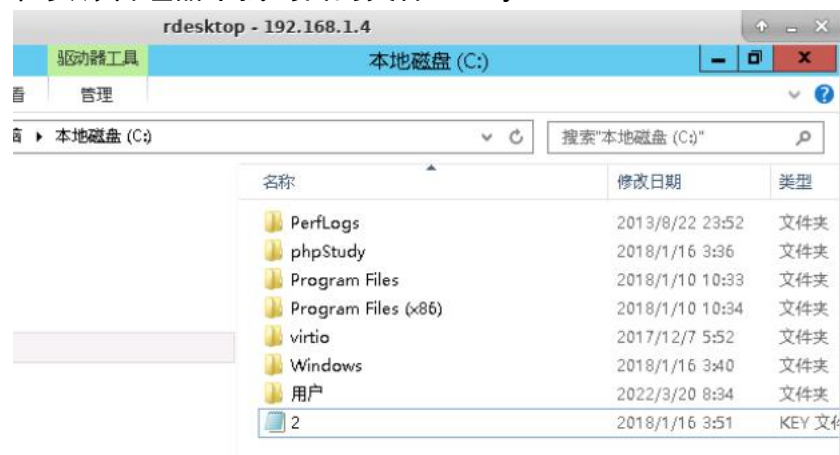 rdesktop - 192.168.1.4
驱动器工具 本地磁盘 (C:)
管理
本地磁盘 (C:) 搜索"本地磁盘 (C:)"
名称 修改日期 类型
PerfLogs 2013/8/22 23:52 文件夹
phpStudy 2018/1/16 3:36 文件夹
Program Files 2018/1/10 10:33 文件夹
Program Files (x86) 2018/1/10 10:34 文件夹
virtio 2017/12/7 5:52 文件夹
Windows 2018/1/16 3:40 文件夹
用户 2022/3/20 8:34 文件夹
2 2018/1/16 3:51 KEY 文件